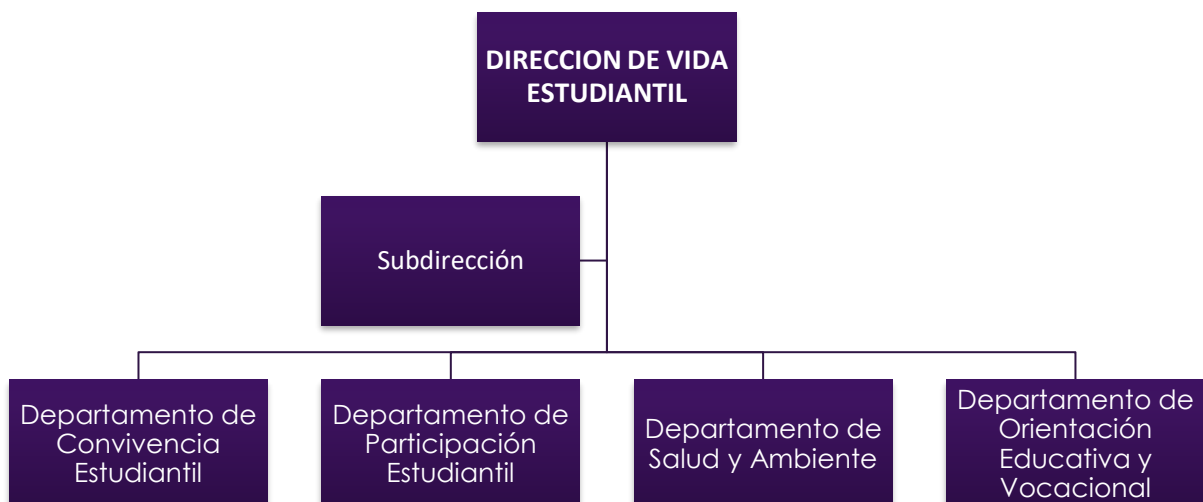 DIRECCION DE VIDA
ESTUDIANTIL
Subdirección
Departamento de
Convivencia
Estudiantil
Departamento de
Participación
Estudiantil
Departamento de
Salud y Ambiente
Departamento de
Orientación
Educativa y
Vocacional